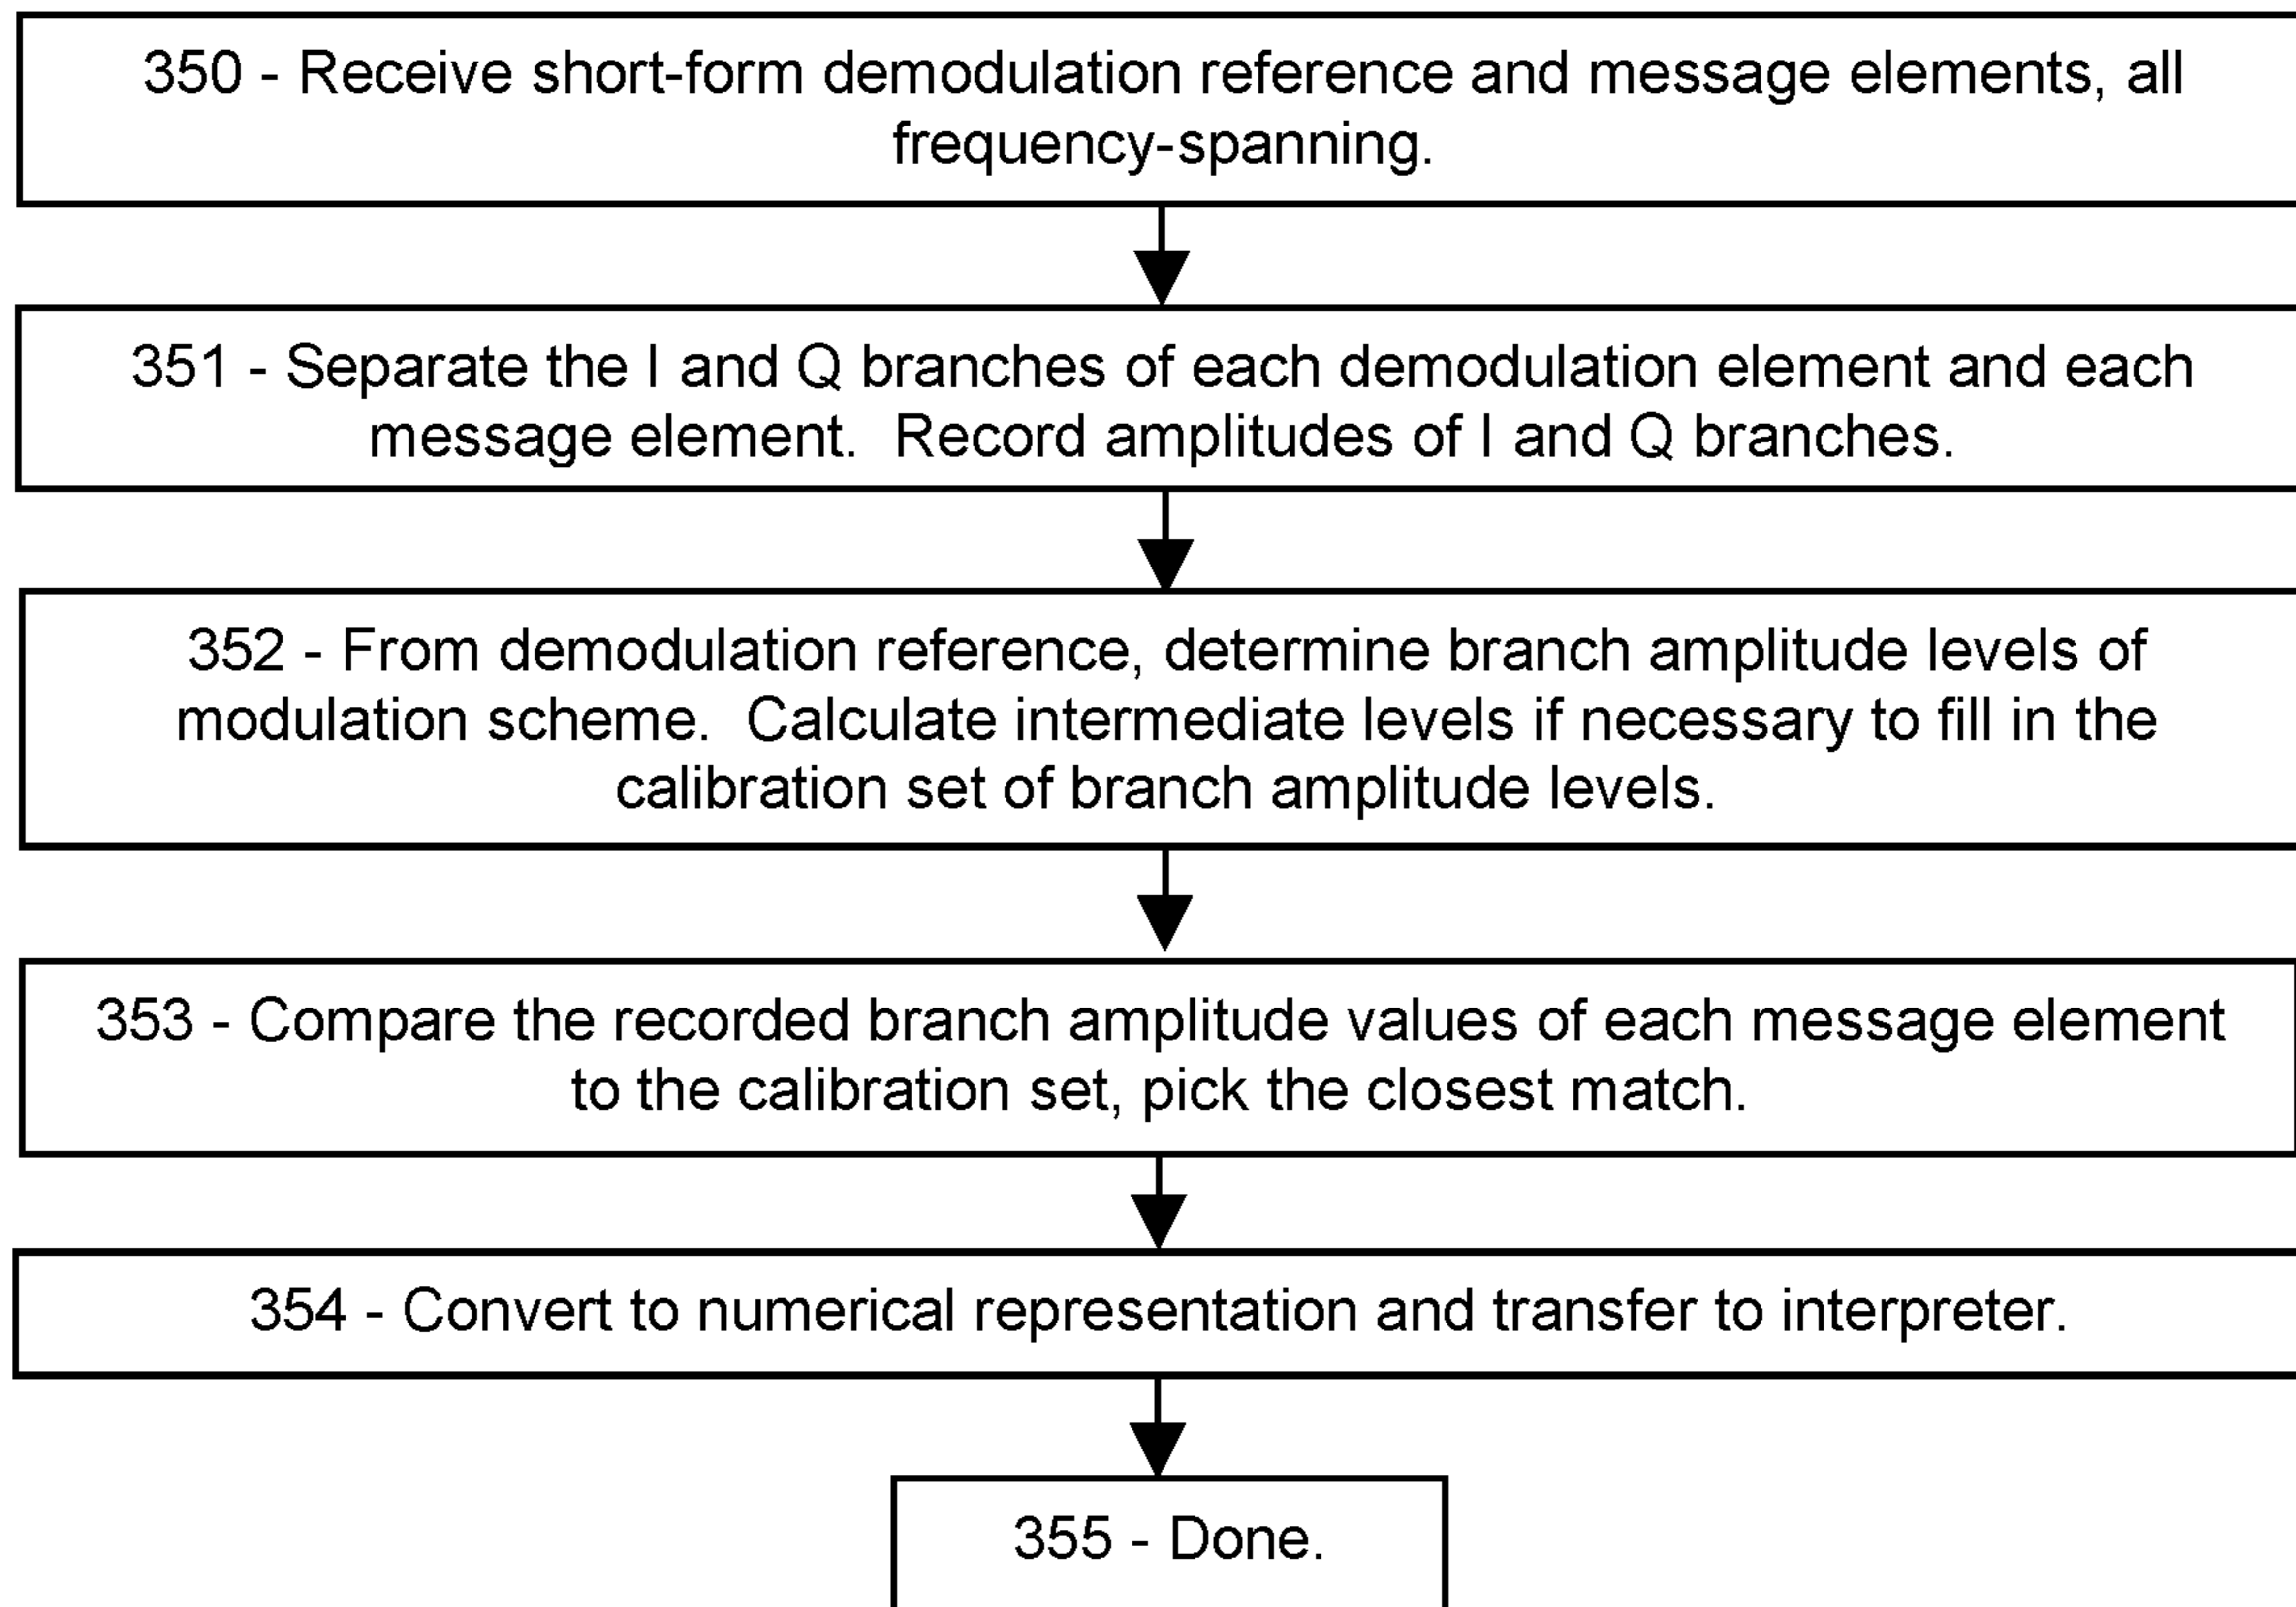 350 - Receive short-form demodulation reference and message elements, all
frequency-spanning.
351 - Separate the I and Q branches of each demodulation element and each
message element.  Record amplitudes of I and Q branches.
352 - From demodulation reference, determine branch amplitude levels of
modulation scheme.  Calculate intermediate levels if necessary to fill in the
calibration set of branch amplitude levels.
353 - Compare the recorded branch amplitude values of each message element
to the calibration set, pick the closest match.
354 - Convert to numerical representation and transfer to interpreter.
355 - Done.